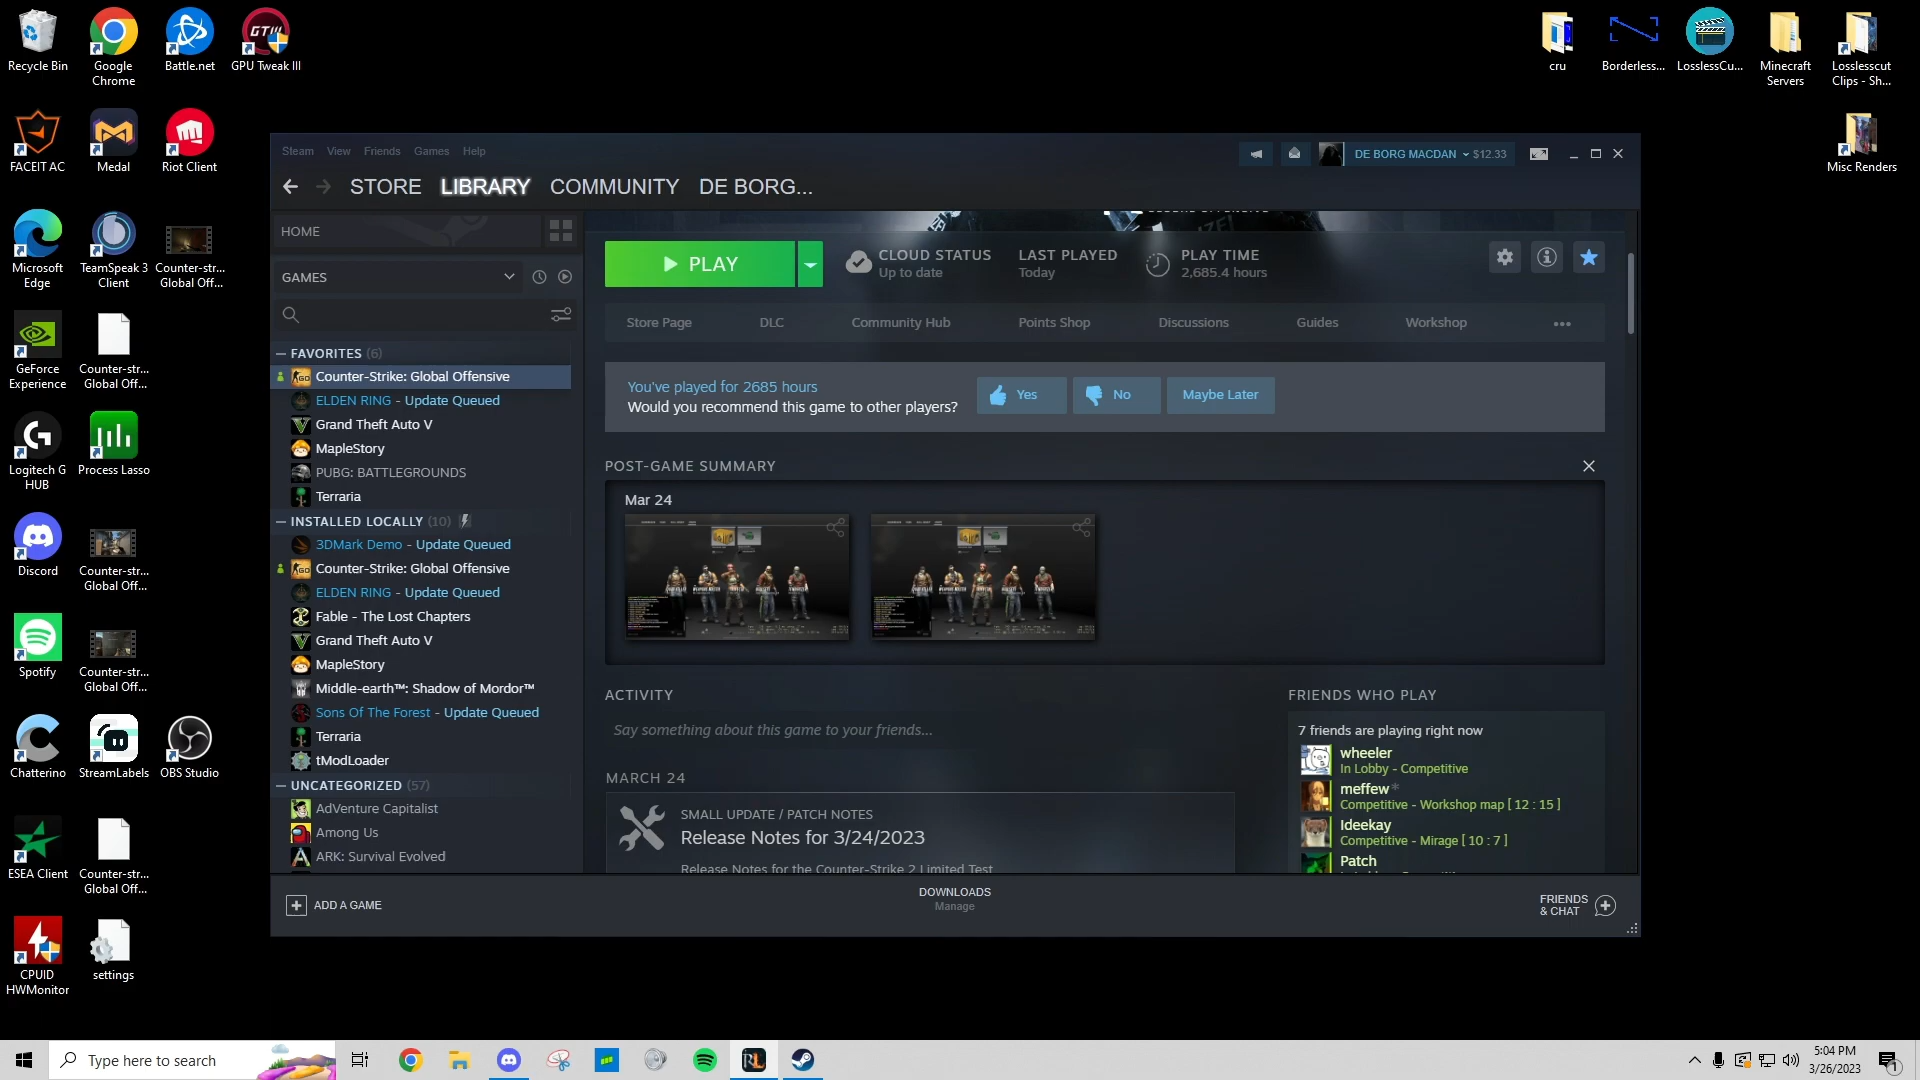 Recycle Bin
Google
Chrome
Battle.net
GPU Tweak III
FACEIT AC
Medal
Riot Client
Microsoft
Edge
TeamSpeak 3
Client
Counter-str...
Global Off...
GeForce
Experience
Counter-str...
Global Off...
Logitech G
HUB
Process Lasso
Discord
Counter-str...
Global Off...
Spotify
Counter-str...
Global Off...
Chatterino
StreamLabels
OBS Studio
ESEA Client
Counter-str...
Global Off...
CPUID
HWMonitor
settings
cru
Borderless...
LosslessCu...
Minecraft
Servers
Losslesscut
Clips - Sh...
Misc Renders
Steam View Friends Games Help
DE BORG MACDAN $12.33
STORE LIBRARY COMMUNITY DE BORG...
HOME
GAMES
FAVORITES (6)
Counter-Strike: Global Offensive
ELDEN RING - Update Queued
Grand Theft Auto V
MapleStory
PUBG: BATTLEGROUNDS
Terraria
INSTALLED LOCALLY (10)
3DMark Demo - Update Queued
Counter-Strike: Global Offensive
ELDEN RING - Update Queued
Fable - The Lost Chapters
Grand Theft Auto V
MapleStory
Middle-earth™: Shadow of Mordor™
Sons Of The Forest - Update Queued
Terraria
tModLoader
UNCATEGORIZED (57)
AdVenture Capitalist
Among Us
ARK: Survival Evolved
PLAY
CLOUD STATUS
Up to date
LAST PLAYED
Today
PLAY TIME
2,685.4 hours
Store Page DLC Community Hub Points Shop Discussions Guides Workshop
You've played for 2685 hours
Would you recommend this game to other players?
Yes
No
Maybe Later
POST-GAME SUMMARY
Mar 24
ACTIVITY
Say something about this game to your friends...
MARCH 24
SMALL UPDATE / PATCH NOTES
Release Notes for 3/24/2023
Release Notes for the Counter-Strike 2 Limited Test
FRIENDS WHO PLAY
7 friends are playing right now
wheeler
In Lobby - Competitive
meffew*
Competitive - Workshop map [ 12 : 15 ]
Ideekay
Competitive - Mirage [ 10 : 7 ]
Patch
ADD A GAME
DOWNLOADS
Manage
FRIENDS
& CHAT
Type here to search
5:04 PM
3/26/2023
1